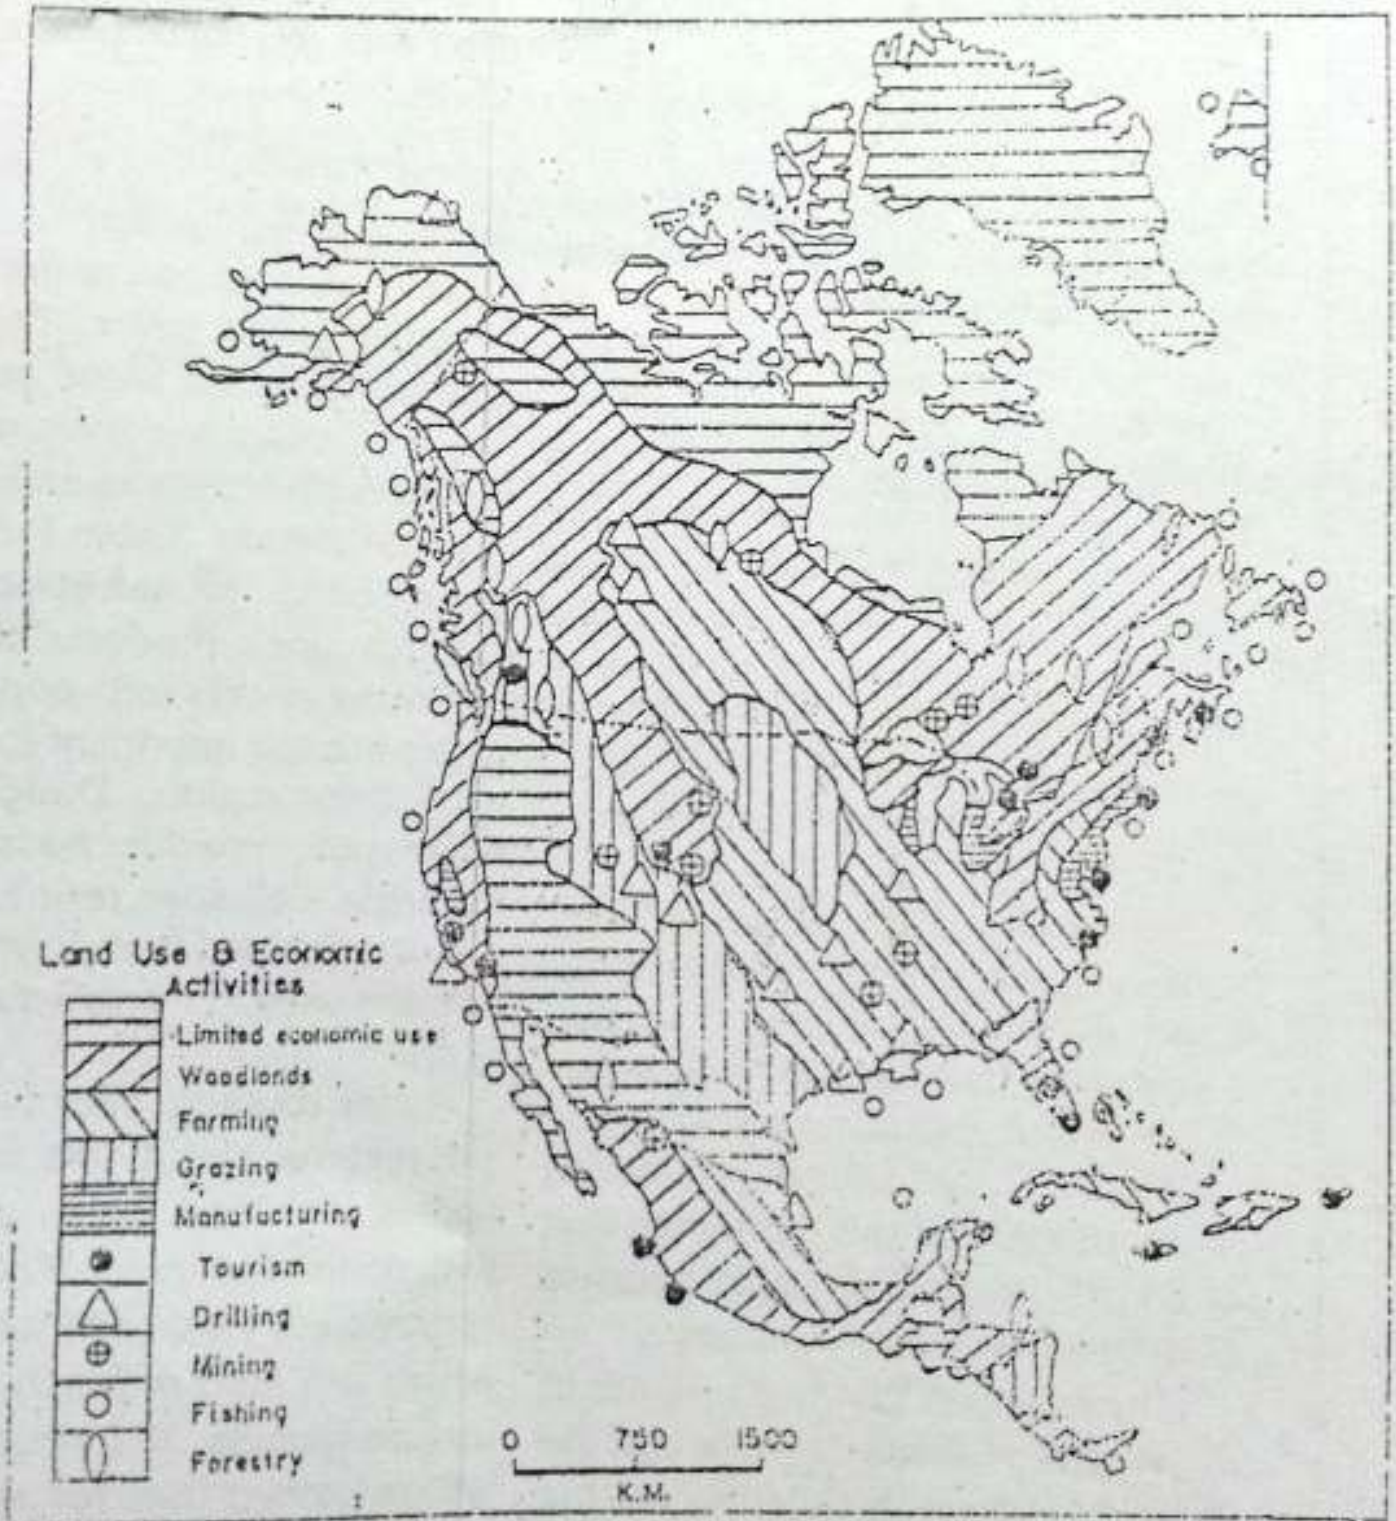 Land Use & Economic
Activities
Limited economic use
Woodlands
Farming
Grazing
Manufacturing
Tourism
Drilling
Mining
Fishing
Forestry
0 750 1500
K.M.